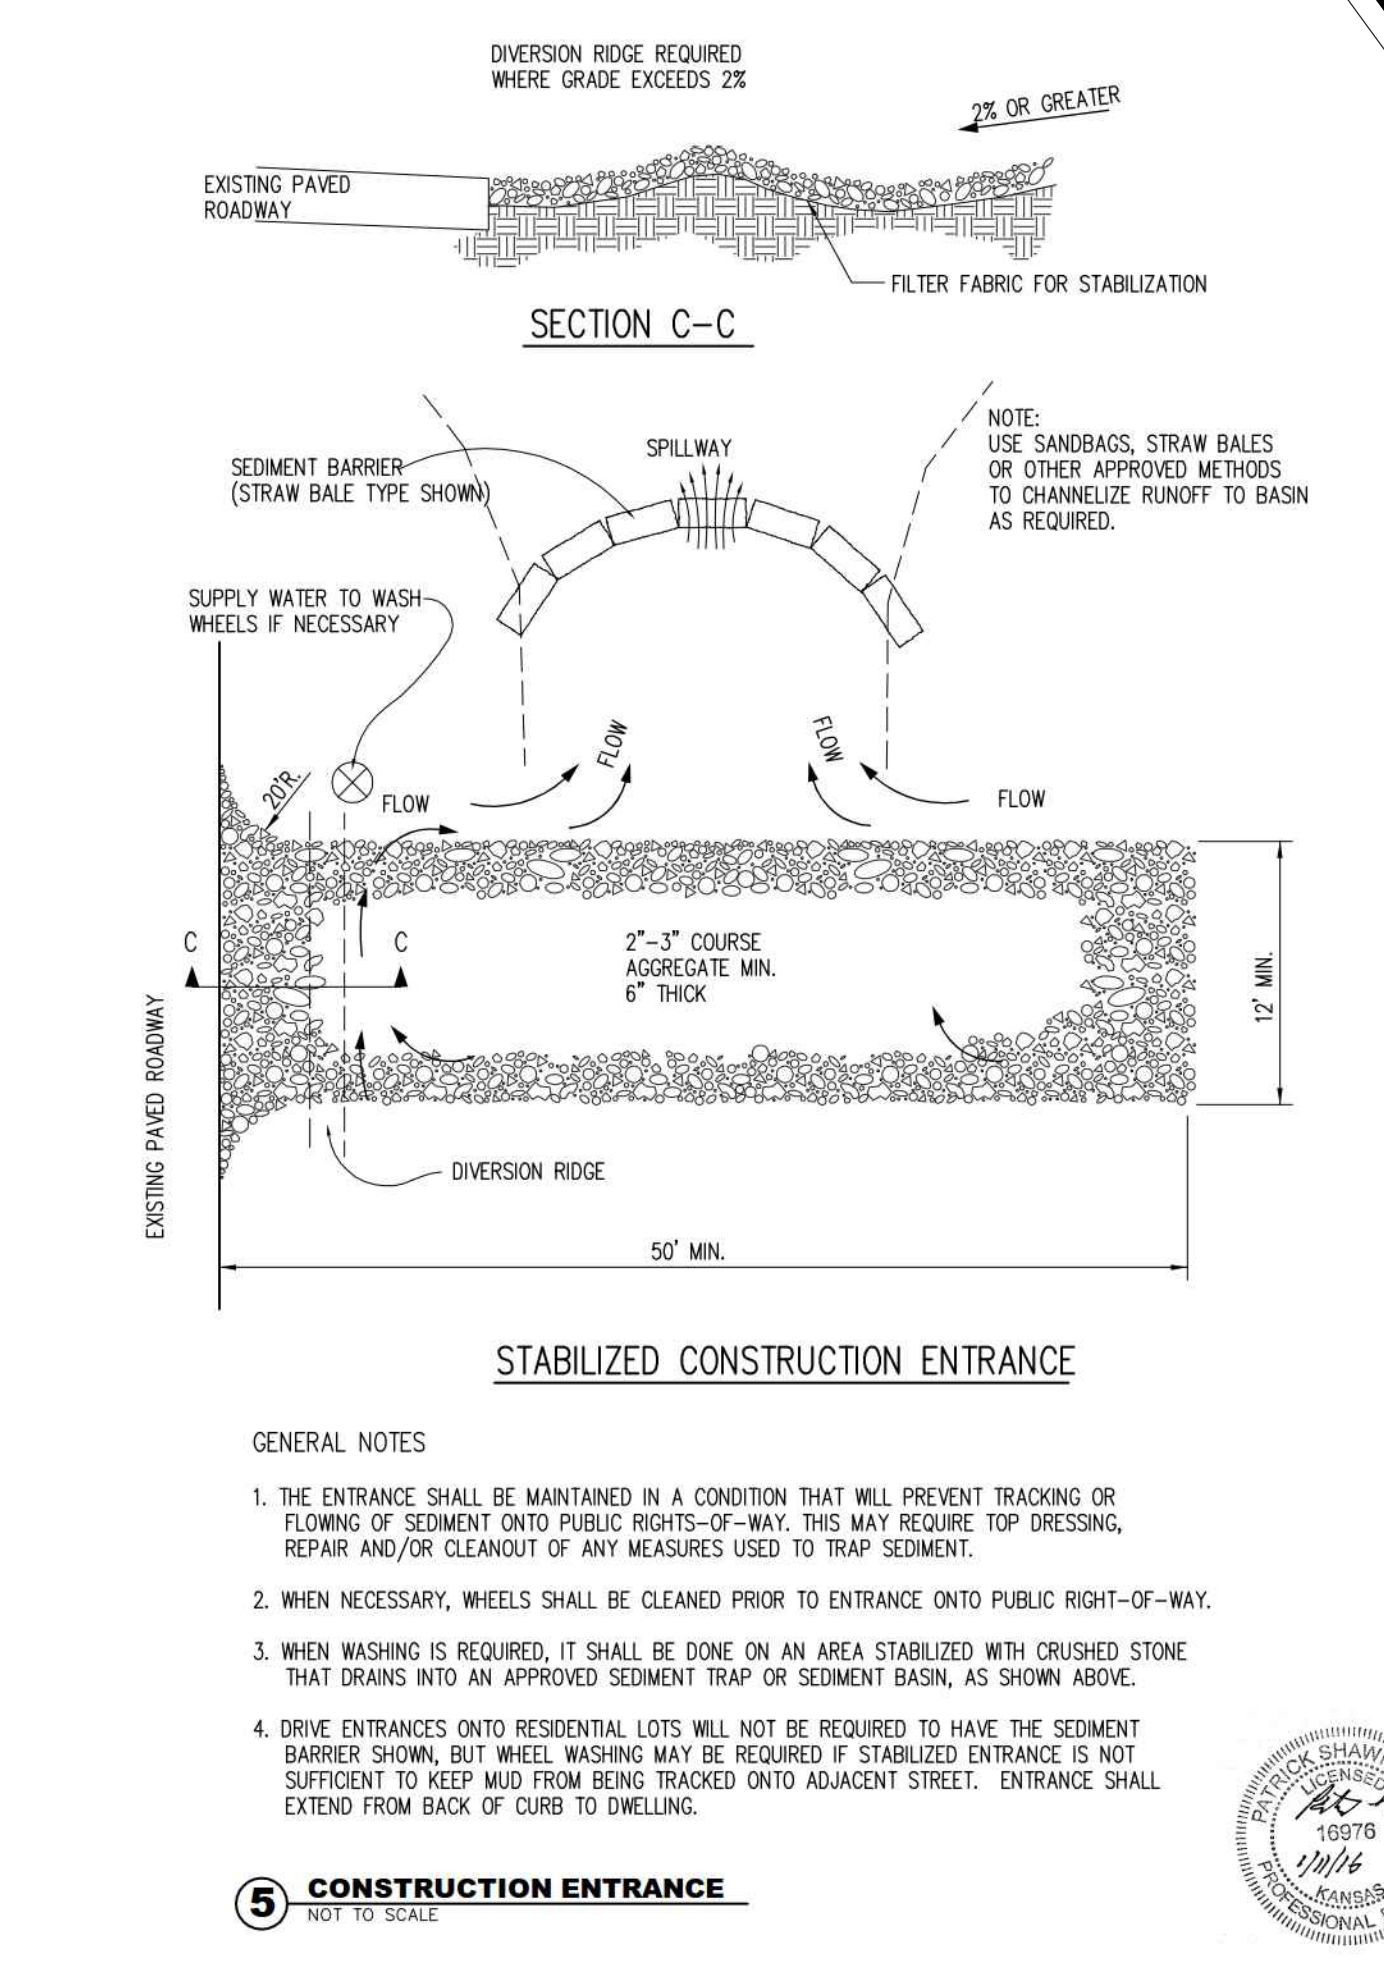 DIVERSION RIDGE REQUIRED
WHERE GRADE EXCEEDS 2%
2% OR GREATER
EXISTING PAVED
ROADWAY
FILTER FABRIC FOR STABILIZATION
SECTION C-C
NOTE:
USE SANDBAGS, STRAW BALES
OR OTHER APPROVED METHODS
TO CHANNELIZE RUNOFF TO BASIN
AS REQUIRED.
SPILLWAY
SEDIMENT BARRIER
(STRAW BALE TYPE SHOWN)
SUPPLY WATER TO WASH
WHEELS IF NECESSARY
FLOW
FLOW
20'R.
FLOW
FLOW
C
C
2"-3" COURSE
AGGREGATE MIN.
6" THICK
12' MIN.
EXISTING PAVED ROADWAY
DIVERSION RIDGE
50' MIN.
STABILIZED CONSTRUCTION ENTRANCE
GENERAL NOTES
1. THE ENTRANCE SHALL BE MAINTAINED IN A CONDITION THAT WILL PREVENT TRACKING OR
FLOWING OF SEDIMENT ONTO PUBLIC RIGHTS-OF-WAY. THIS MAY REQUIRE TOP DRESSING,
REPAIR AND/OR CLEANOUT OF ANY MEASURES USED TO TRAP SEDIMENT.
2. WHEN NECESSARY, WHEELS SHALL BE CLEANED PRIOR TO ENTRANCE ONTO PUBLIC RIGHT-OF-WAY.
3. WHEN WASHING IS REQUIRED, IT SHALL BE DONE ON AN AREA STABILIZED WITH CRUSHED STONE
THAT DRAINS INTO AN APPROVED SEDIMENT TRAP OR SEDIMENT BASIN, AS SHOWN ABOVE.
4. DRIVE ENTRANCES ONTO RESIDENTIAL LOTS WILL NOT BE REQUIRED TO HAVE THE SEDIMENT
BARRIER SHOWN, BUT WHEEL WASHING MAY BE REQUIRED IF STABILIZED ENTRANCE IS NOT
SUFFICIENT TO KEEP MUD FROM BEING TRACKED ONTO ADJACENT STREET. ENTRANCE SHALL
EXTEND FROM BACK OF CURB TO DWELLING.
5 CONSTRUCTION ENTRANCE
NOT TO SCALE
PATRICK SHAW
LICENSED
16976
KANSAS
PROFESSIONAL